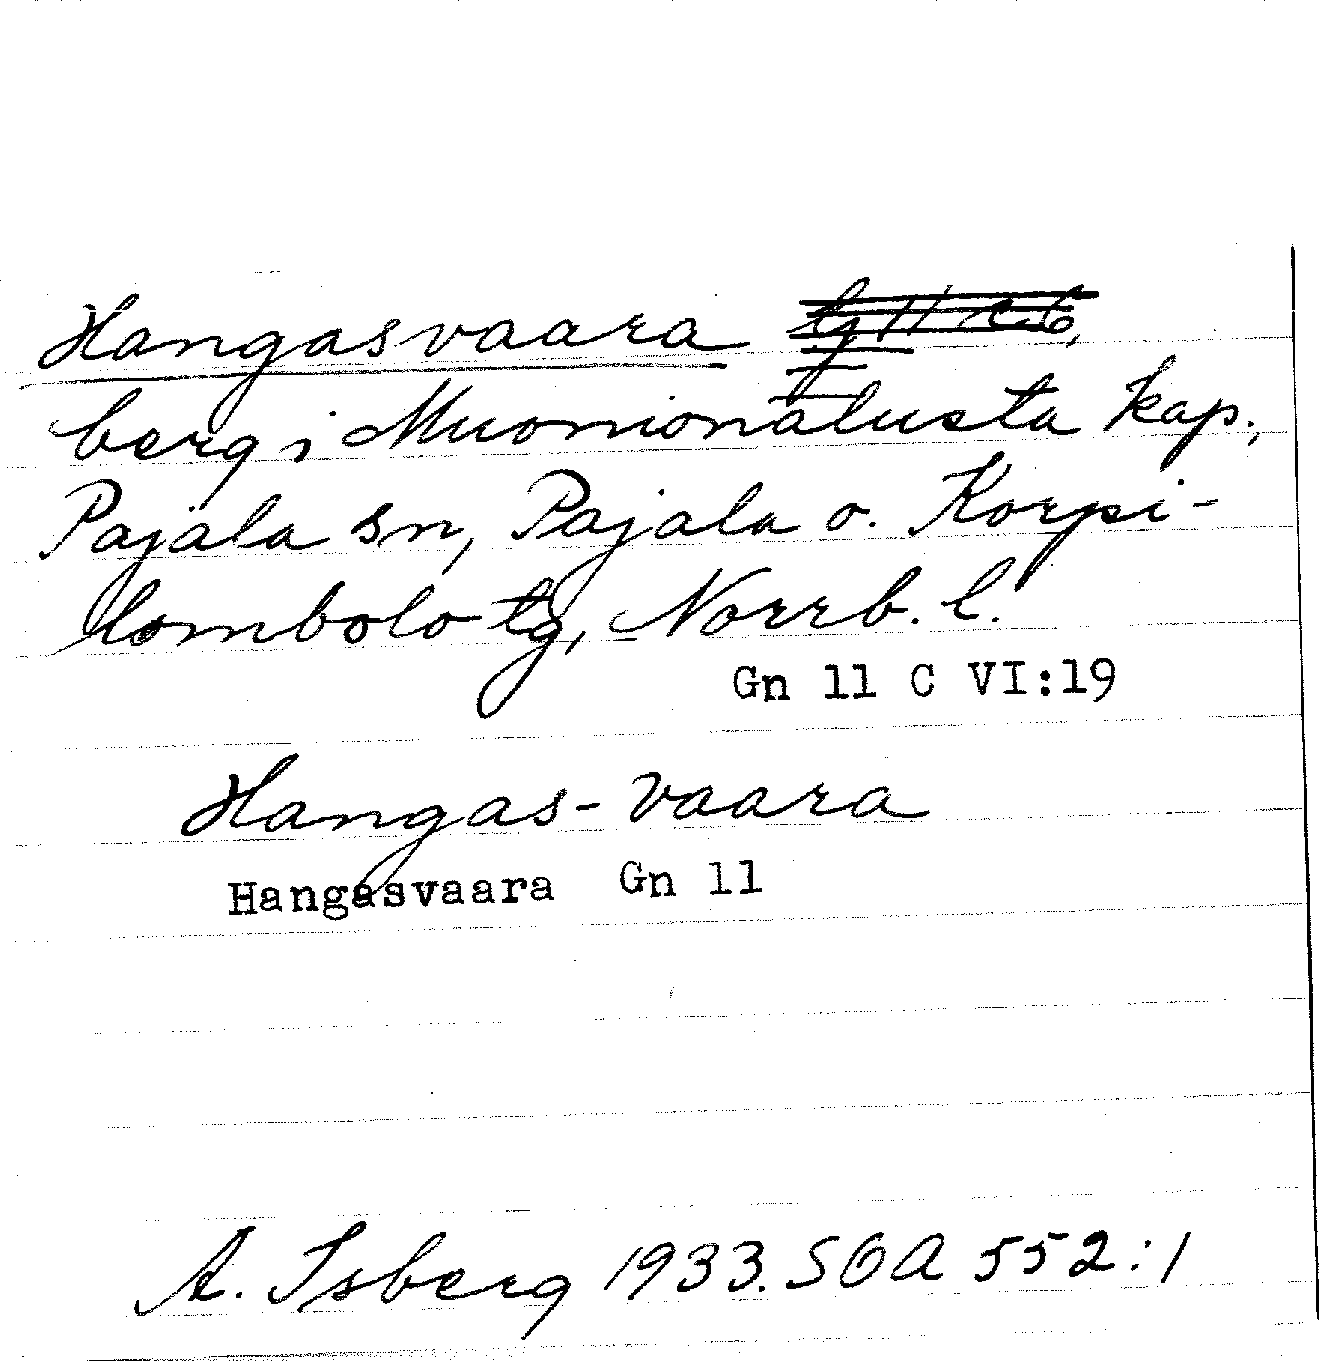 Hangasvaara
berg i Muonionalusta kap.,
Pajala sn, Pajala o. Korpi-
lombolo tg, Norrb. l.
Gn 11 C VI:19
Hangas-vaara
Hangasvaara Gn 11
A. Isberg 1933. SOA 552:1